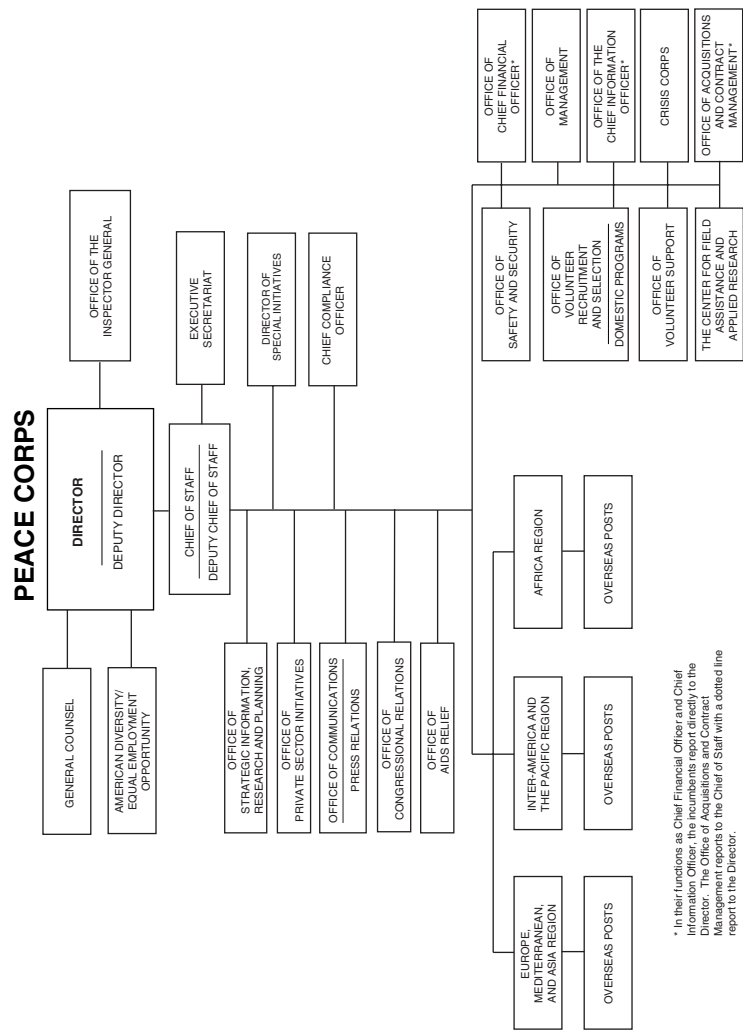 PEACE CORPS
DIRECTOR
DEPUTY DIRECTOR
OFFICE OF THE
INSPECTOR GENERAL
GENERAL COUNSEL
AMERICAN DIVERSITY/
EQUAL EMPLOYMENT
OPPORTUNITY
CHIEF OF STAFF
DEPUTY CHIEF OF STAFF
EXECUTIVE
SECRETARIAT
DIRECTOR OF
SPECIAL INITIATIVES
CHIEF COMPLIANCE
OFFICER
OFFICE OF
STRATEGIC INFORMATION,
RESEARCH AND PLANNING
OFFICE OF
PRIVATE SECTOR INITIATIVES
OFFICE OF COMMUNICATIONS
PRESS RELATIONS
OFFICE OF
CONGRESSIONAL RELATIONS
OFFICE OF
AIDS RELIEF
EUROPE,
MEDITERRANEAN,
AND ASIA REGION
OVERSEAS POSTS
INTER-AMERICA AND
THE PACIFIC REGION
OVERSEAS POSTS
AFRICA REGION
OVERSEAS POSTS
OFFICE OF
SAFETY AND SECURITY
OFFICE OF
VOLUNTEER
RECRUITMENT
AND SELECTION
DOMESTIC PROGRAMS
OFFICE OF
VOLUNTEER SUPPORT
THE CENTER FOR FIELD
ASSISTANCE AND
APPLIED RESEARCH
OFFICE OF
CHIEF FINANCIAL
OFFICER*
OFFICE OF
MANAGEMENT
OFFICE OF THE
CHIEF INFORMATION
OFFICER*
CRISIS CORPS
OFFICE OF ACQUISITIONS
AND CONTRACT
MANAGEMENT*
* In their functions as Chief Financial Officer and Chief
Information Officer, the incumbents report directly to the
Director. The Office of Acquisitions and Contract
Management reports to the Chief of Staff with a dotted line
report to the Director.